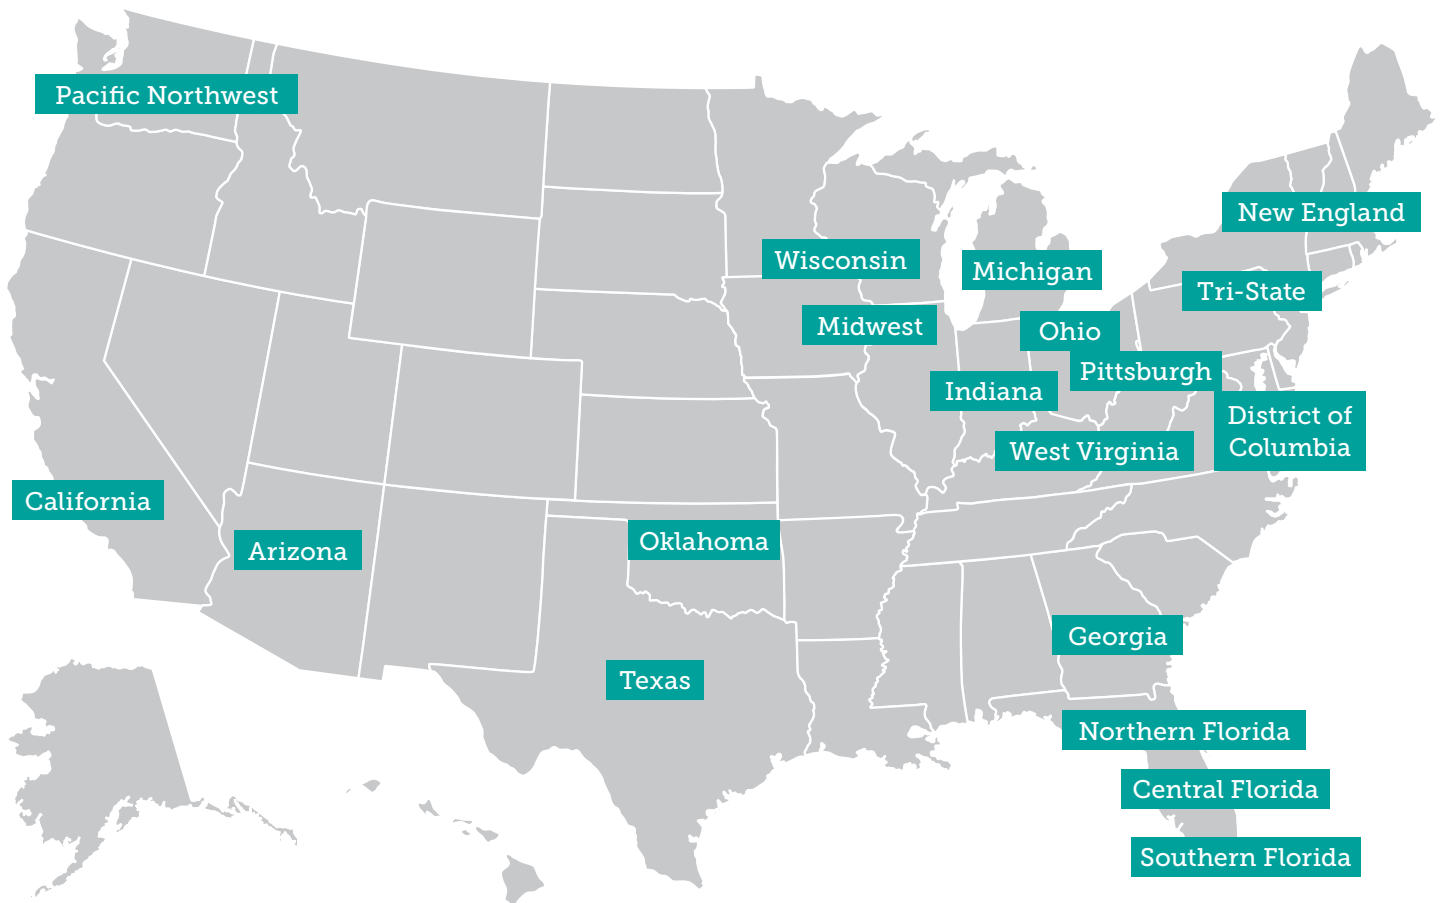 Pacific Northwest
New England
Wisconsin
Michigan
Tri-State
Midwest
Ohio
Pittsburgh
Indiana
District of
Columbia
West Virginia
California
Arizona
Oklahoma
Georgia
Texas
Northern Florida
Central Florida
Southern Florida